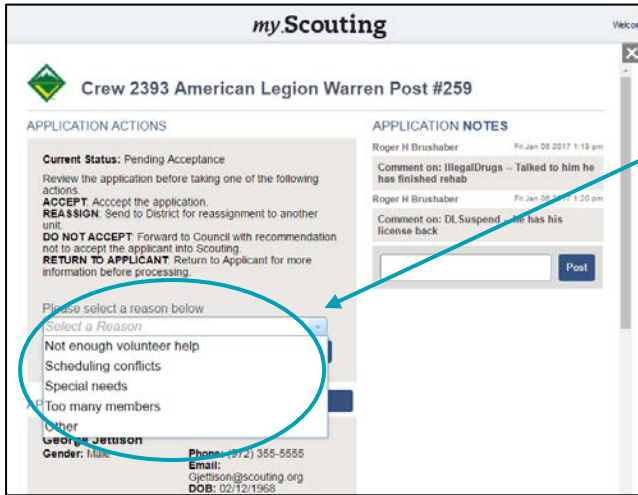 my.Scouting
Welcom
Crew 2393 American Legion Warren Post #259
APPLICATION ACTIONS
Current Status: Pending Acceptance
Review the application before taking one of the following
actions.
ACCEPT: Acccept the application.
REASSIGN: Send to District for reassignment to another
unit.
DO NOT ACCEPT: Forward to Council with recommendation
not to accept the applicant into Scouting.
RETURN TO APPLICANT: Return to Applicant for more
information before processing.
Please select a reason below
Select a Reason
Not enough volunteer help
Scheduling conflicts
Special needs
Too many members
Other
George Jettison
Gender: Male
Phone: (972) 355-5555
Email:
Gjettison@scouting.org
DOB: 02/12/1968
APPLICATION NOTES
Roger H Brushaber Fri Jan 06 2017 1:19 pm
Comment on: IllegalDrugs -- Talked to him he
has finished rehab
Roger H Brushaber Fri Jan 06 2017 1:20 pm
Comment on: DLSuspend -- he has his
license back
Post